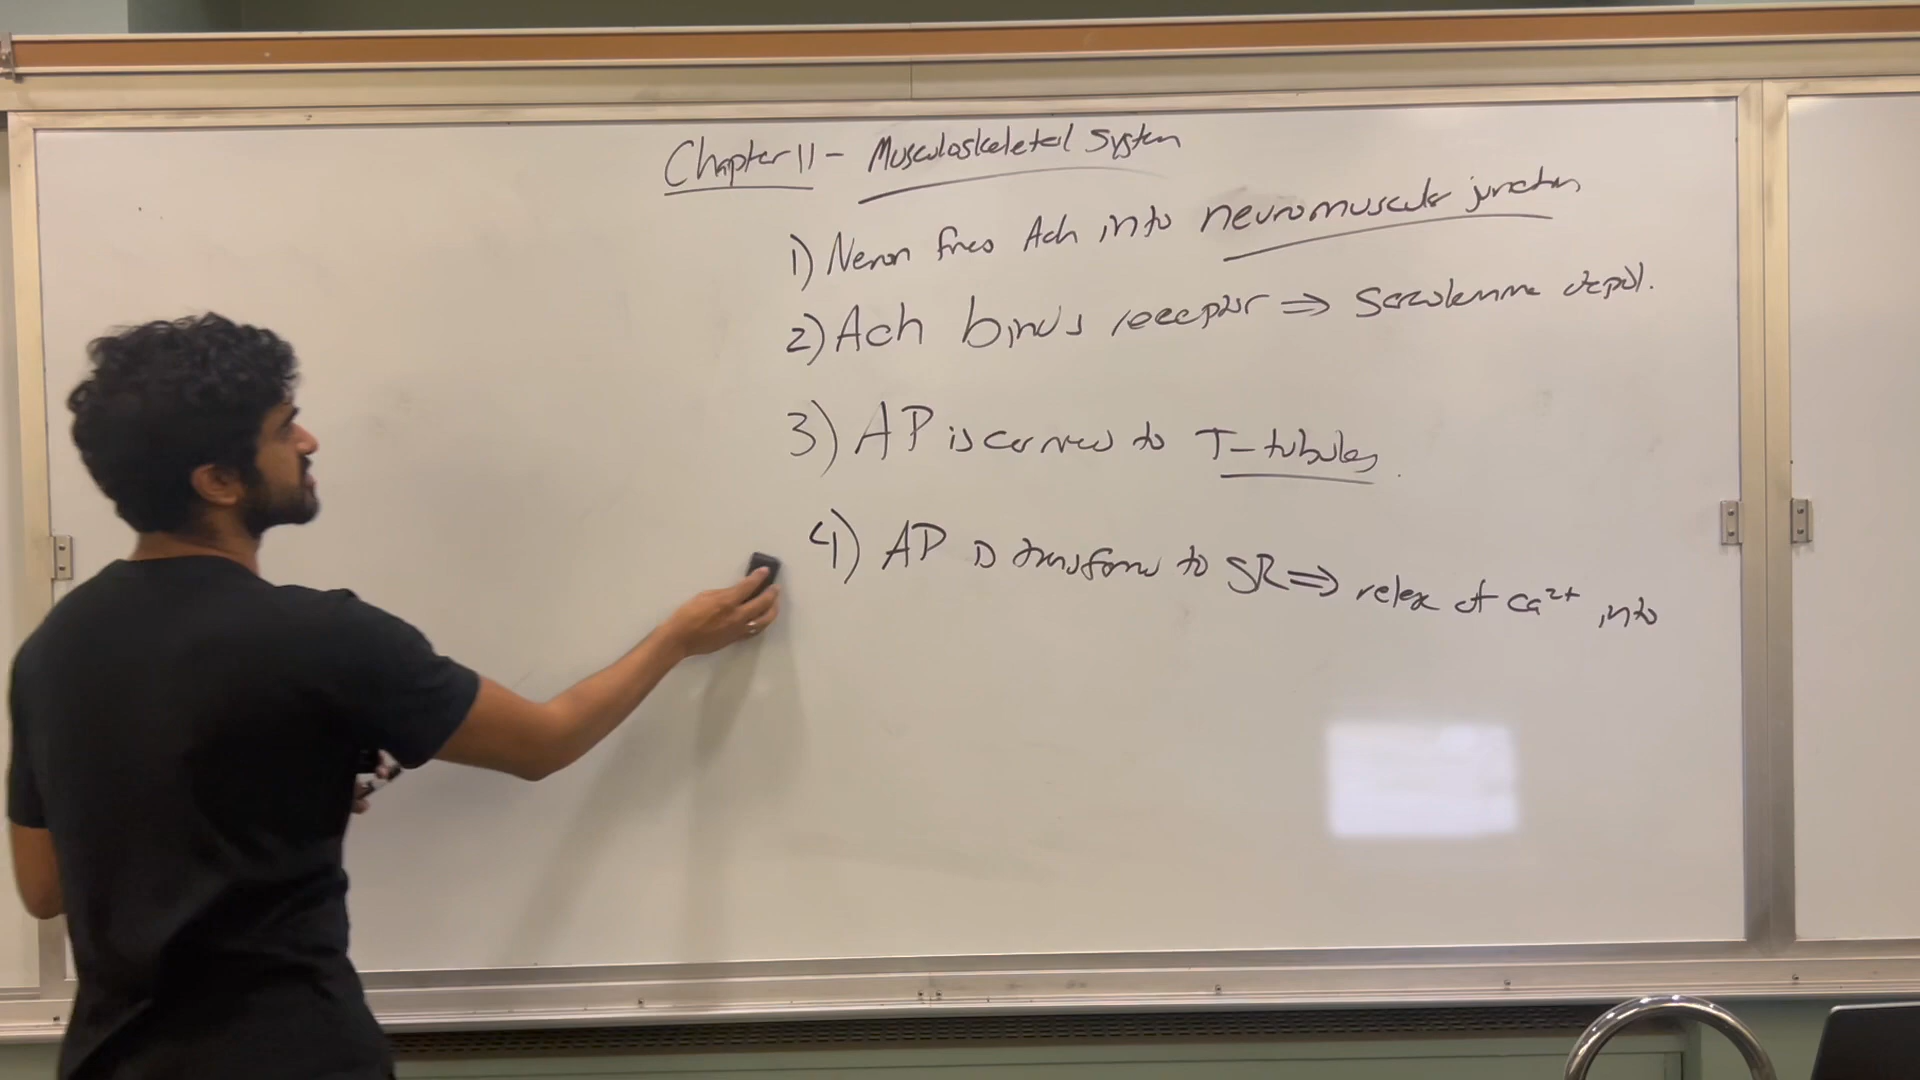 Chapter 11 - Musculoskeletal System
1) Neuron fires Ach into neuromuscular junction
2) Ach binds receptor ⇒ Sarcolemma depol.
3) AP is carried to T-tubules.
4) AP is transferred to SR ⇒ release of Ca²⁺ into